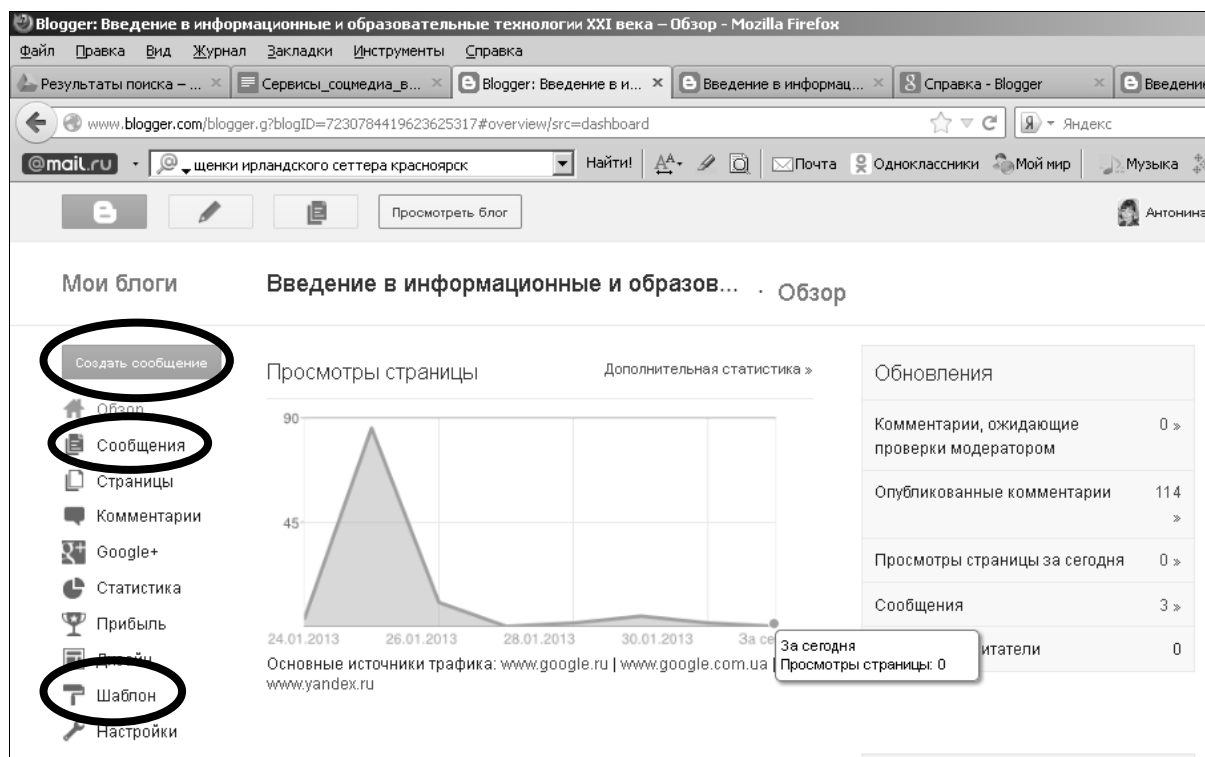 Blogger: Введение в информационные и образовательные технологии XXI века – Обзор - Mozilla Firefox
Файл Правка Вид Журнал Закладки Инструменты Справка
Результаты поиска – ... × Сервисы_соцмедиа_в... × Blogger: Введение в и... × Введение в информац... × Справка - Blogger × Введени
www.blogger.com/blogger.g?blogID=7230784419623625317#overview/src=dashboard Я Яндекс
@mail.ru щенки ирландского сеттера красноярск Найти! Почта Одноклассники Мой мир Музыка
Просмотреть блог Антонина
Мои блоги Введение в информационные и образов... · Обзор
Создать сообщение
Обзор
Сообщения
Страницы
Комментарии
Google+
Статистика
Прибыль
Дизайн
Шаблон
Настройки
Просмотры страницы Дополнительная статистика »
90
45
24.01.2013 26.01.2013 28.01.2013 30.01.2013 За се
За сегодня
Просмотры страницы: 0
Основные источники трафика: www.google.ru | www.google.com.ua |
www.yandex.ru
Обновления
Комментарии, ожидающие 0 »
проверки модератором
Опубликованные комментарии 114
»
Просмотры страницы за сегодня 0 »
Сообщения 3 »
итатели 0